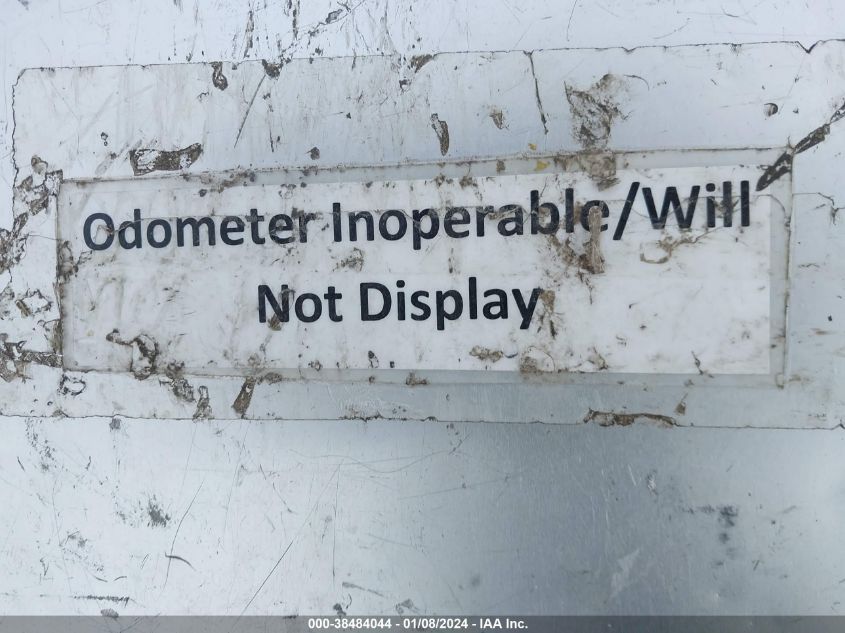 Odometer Inoperable/Will
Not Display
000-38484044 - 01/08/2024 - IAA Inc.